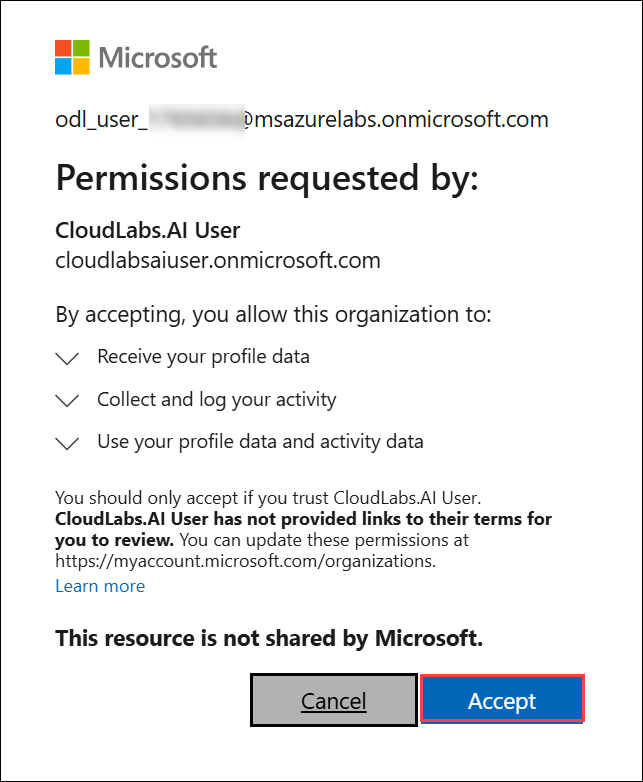 Microsoft
odl_user_@msazurelabs.onmicrosoft.com
Permissions requested by:
CloudLabs.AI User
cloudlabsaiuser.onmicrosoft.com
By accepting, you allow this organization to:
Receive your profile data
Collect and log your activity
Use your profile data and activity data
You should only accept if you trust CloudLabs.AI User.
CloudLabs.AI User has not provided links to their terms for
you to review. You can update these permissions at
https://myaccount.microsoft.com/organizations.
Learn more
This resource is not shared by Microsoft.
Cancel
Accept